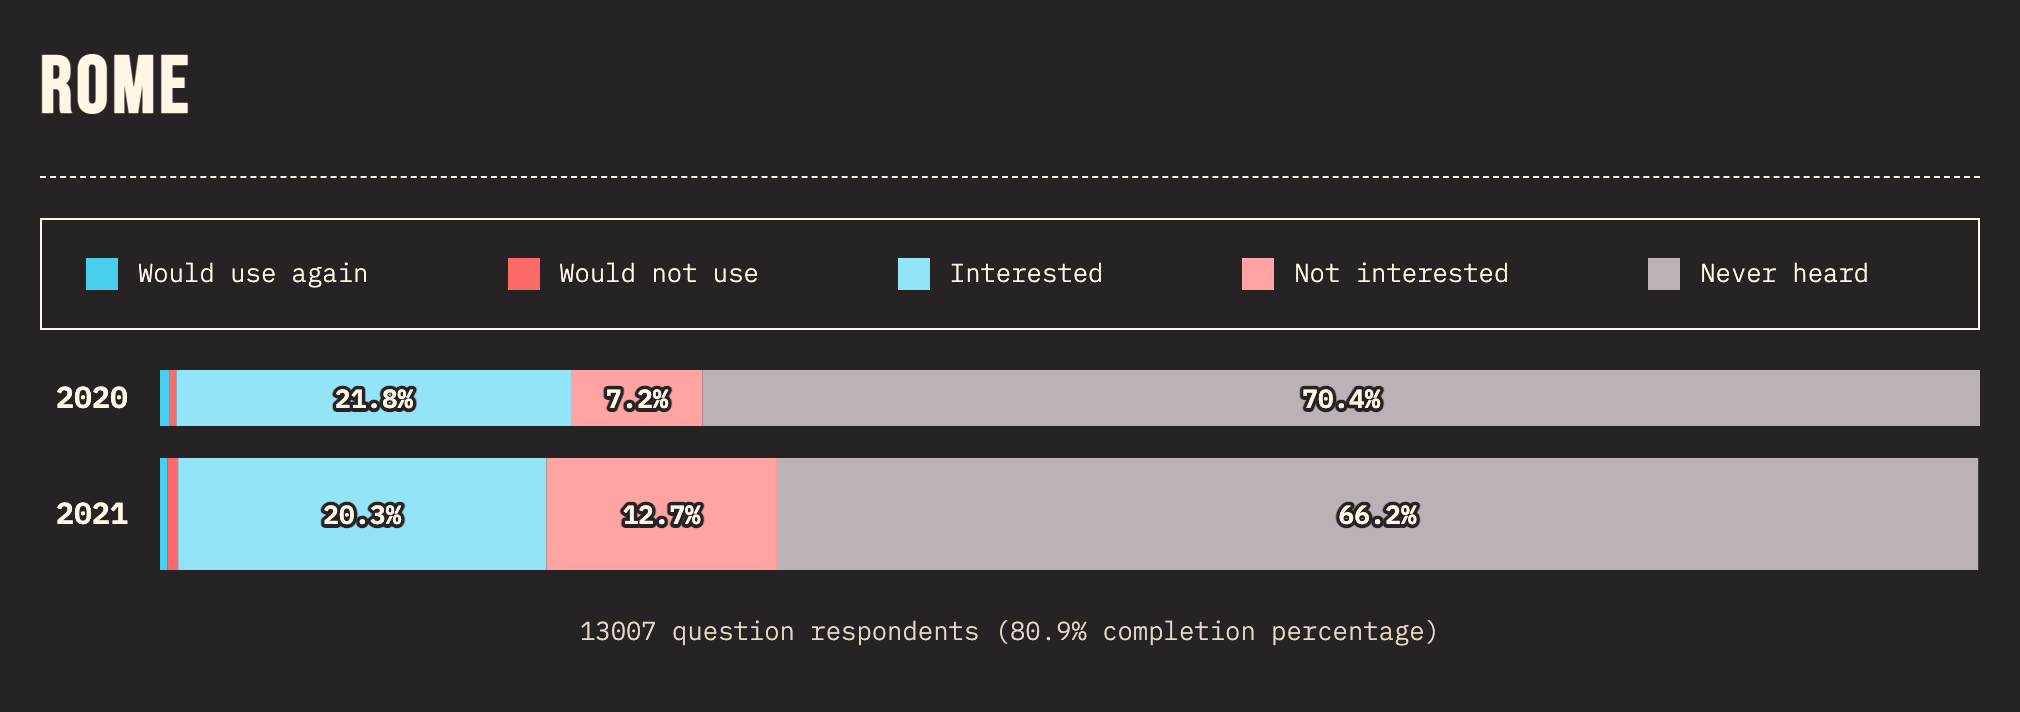 ROME
Would use again Would not use Interested Not interested Never heard
2020 21.8% 7.2% 70.4%
2021 20.3% 12.7% 66.2%
13007 question respondents (80.9% completion percentage)